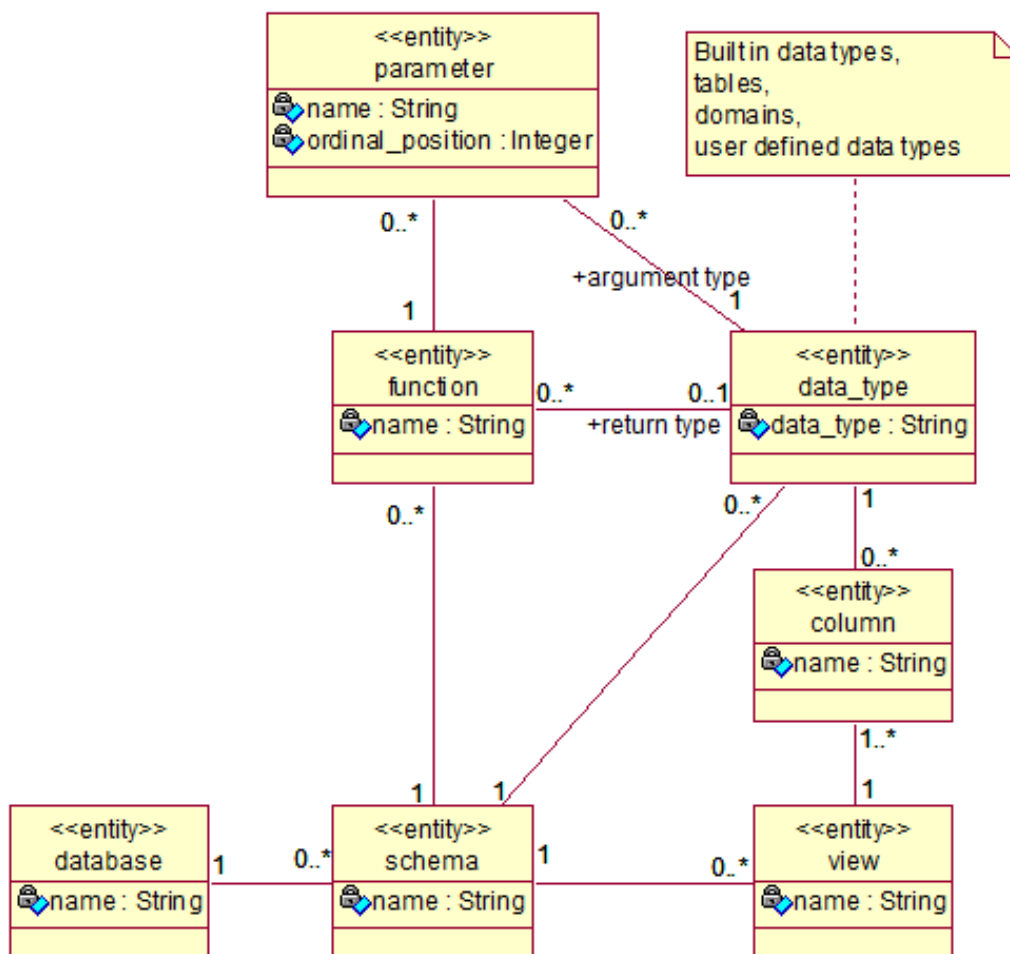 <<entity>>
parameter
name : String
ordinal_position : Integer
Builtin data types,
tables,
domains,
user defined data types
0..*
0..*
+argument type
1
1
<<entity>>
function
name : String
0..*
0..1
+return type
<<entity>>
data_type
data_type : String
0..*
0..*
1
0..*
<<entity>>
column
name : String
1..*
1
1
1
<<entity>>
database
name : String
1
0..*
<<entity>>
schema
name : String
1
0..*
<<entity>>
view
name : String